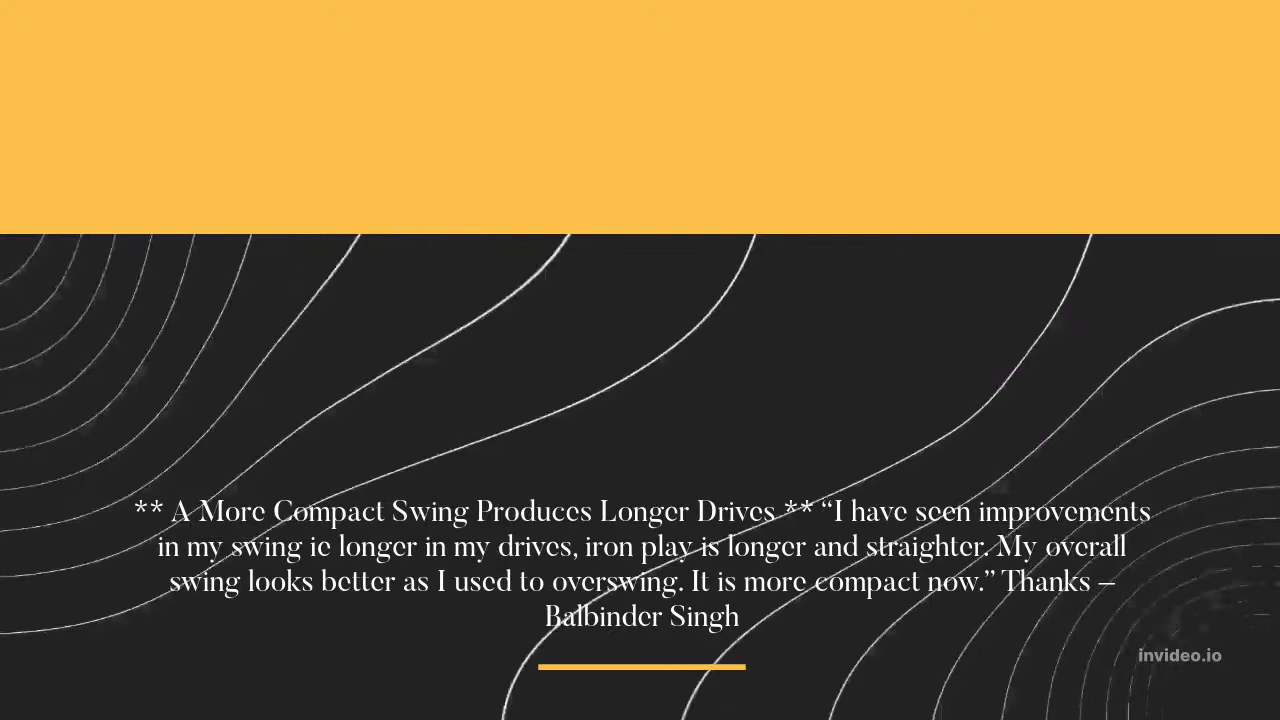 ** A More Compact Swing Produces Longer Drives ** “I have seen improvements
in my swing ie longer in my drives, iron play is longer and straighter. My overall
swing looks better as I used to overswing. It is more compact now.” Thanks –
Balbinder Singh
invideo.io